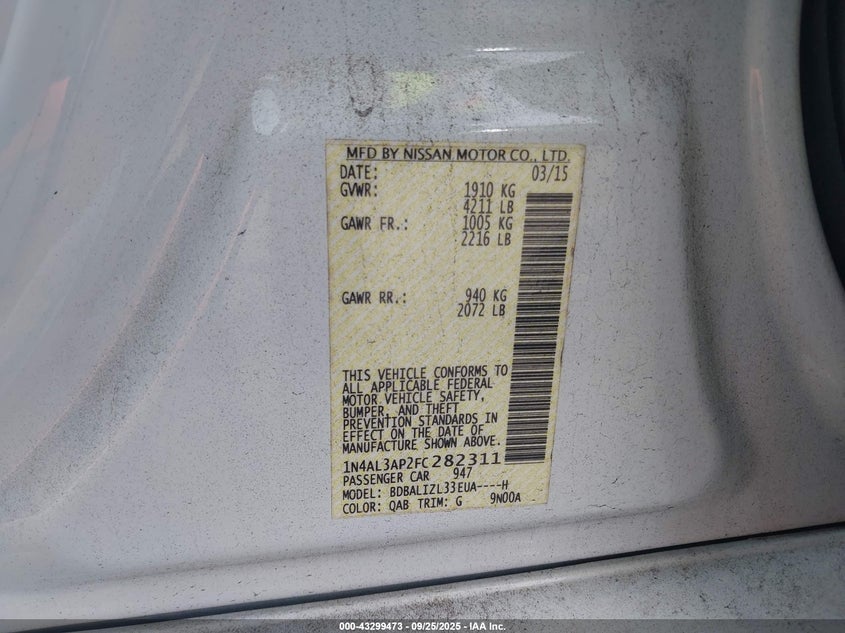 MFD BY NISSAN MOTOR CO., LTD.
DATE: 03/15
GVWR: 1910 KG
4211 LB
GAWR FR.: 1005 KG
2216 LB
GAWR RR.: 940 KG
2072 LB
THIS VEHICLE CONFORMS TO
ALL APPLICABLE FEDERAL
MOTOR VEHICLE SAFETY,
BUMPER, AND THEFT
PREVENTION STANDARDS IN
EFFECT ON THE DATE OF
MANUFACTURE SHOWN ABOVE.
1N4AL3AP2FC282311
PASSENGER CAR 947
MODEL: BDBALIZL33EUA----H
COLOR: QAB TRIM: G 9N00A
000-43299473 - 09/25/2025 - IAA Inc.